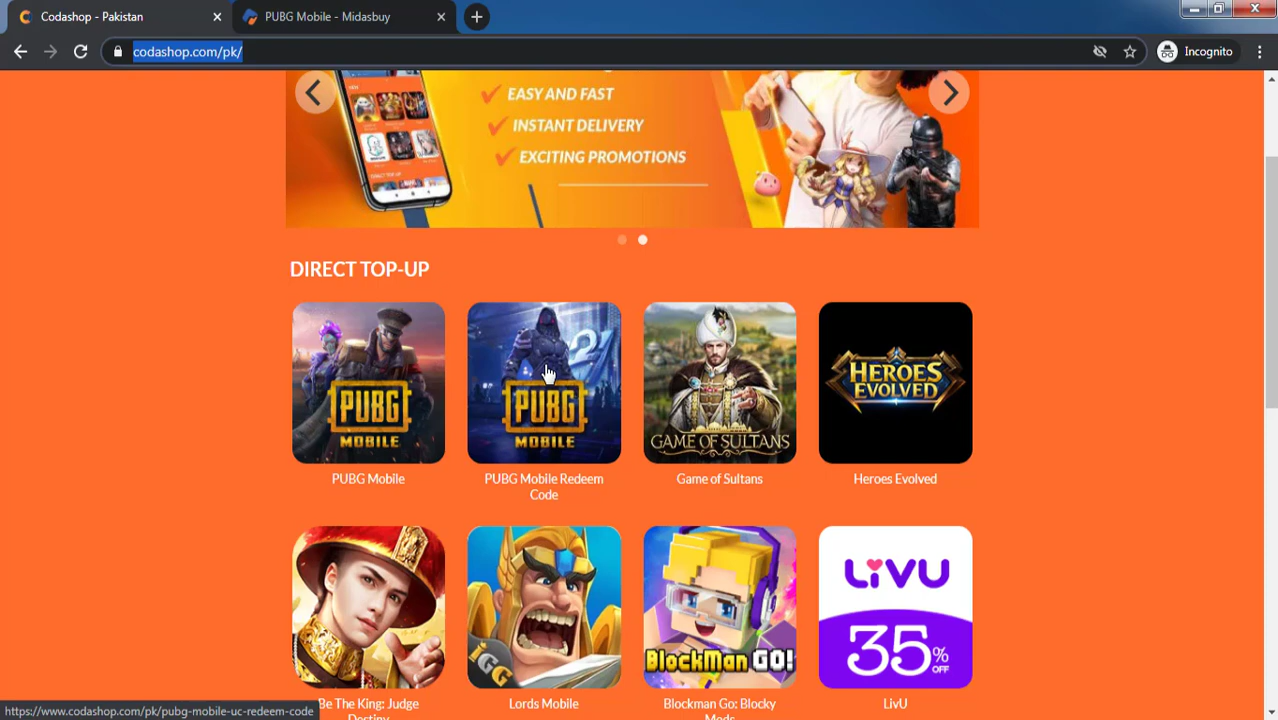 Codashop - Pakistan
PUBG Mobile - Midasbuy
codashop.com/pk/
Incognito
EASY AND FAST
INSTANT DELIVERY
EXCITING PROMOTIONS
DIRECT TOP-UP
PUBG
MOBILE
PUBG
MOBILE
GAME OF SULTANS
HEROES
EVOLVED
PUBG Mobile
PUBG Mobile Redeem
Code
Game of Sultans
Heroes Evolved
IGG
BLOCKMAN GO!
LIVU
35% OFF
Be The King: Judge
Destiny
Lords Mobile
Blockman Go: Blocky
Mods
LivU
https://www.codashop.com/pk/pubg-mobile-uc-redeem-code